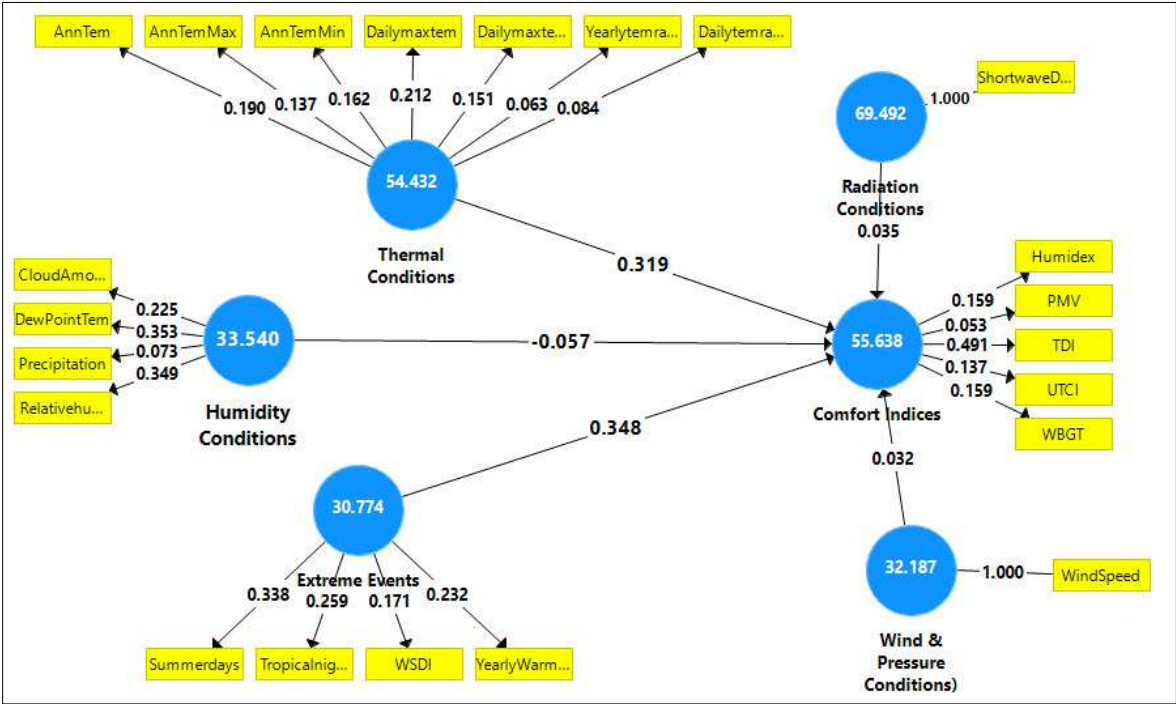 AnnTem
AnnTemMax
AnnTemMin
Dailymaxtem
Dailymaxte...
Yearlytemra...
Dailytemra...
0.190
0.137
0.162
0.212
0.151
0.063
0.084
54.432
Thermal
Conditions
ShortwaveD...
1.000
69.492
Radiation
Conditions
0.035
0.319
CloudAmo...
DewPointTem
Precipitation
Relativehu...
0.225
0.353
0.073
0.349
33.540
Humidity
Conditions
-0.057
55.638
Comfort Indices
0.159
0.053
0.491
0.137
0.159
Humidex
PMV
TDI
UTCI
WBGT
0.348
30.774
Extreme Events
0.338
0.259
0.171
0.232
Summerdays
Tropicalnig...
WSDI
YearlyWarm...
0.032
32.187
1.000
WindSpeed
Wind &
Pressure
Conditions)